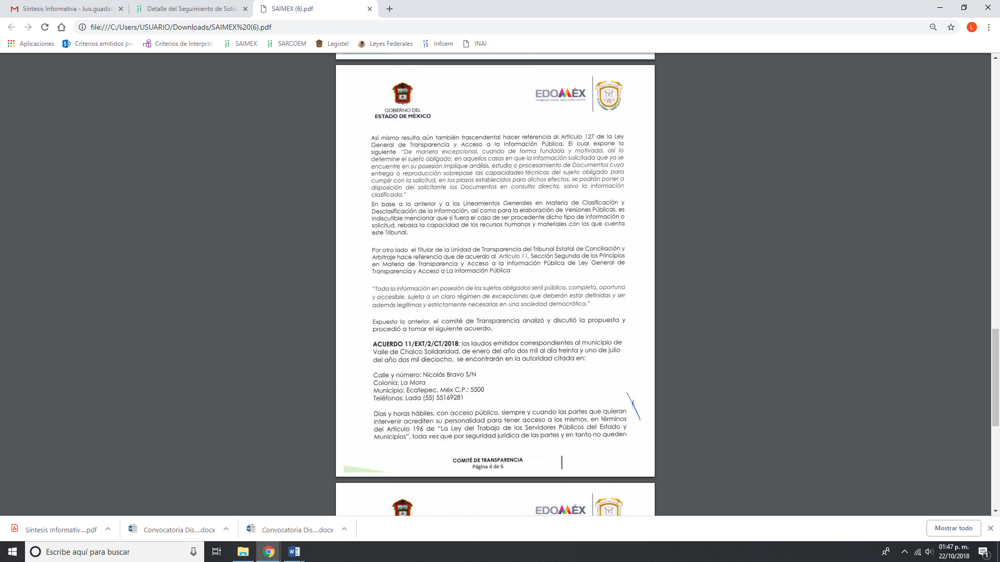 Síntesis Informativa - luis.guadar
Detalle del Seguimiento de Solici
SAIMEX (6).pdf
file:///C:/Users/USUARIO/Downloads/SAIMEX%20(6).pdf
L
Aplicaciones
Criterios emitidos po
Criterios de Interpret
SAIMEX
SARCOEM
Legistel
Leyes Federales
Infoem
INAI
GOBIERNO DEL
ESTADO DE MÉXICO
EDOMÉX
DECISIONES FIRMES, RESULTADOS FUERTES.
Así mismo resulta aún también trascendental hacer referencia al Artículo 127 de la Ley
General de Transparencia y Acceso a la Información Pública. El cual expone lo
siguiente "De manera excepcional, cuando de forma fundada y motivada, así lo
determine el sujeto obligado, en aquellos casos en que la información solicitada que ya se
encuentre en su posesión implique análisis, estudio o procesamiento de Documentos cuya
entrega o reproducción sobrepase las capacidades técnicas del sujeto obligado para
cumplir con la solicitud, en los plazos establecidos para dichos efectos, se podrán poner a
disposición del solicitante los Documentos en consulta directa, salvo la información
clasificada."
En base a lo anterior y a los Lineamientos Generales en Materia de Clasificación y
Desclasificación de la Información, así como para la elaboración de Versiones Públicas, es
indiscutible mencionar que si fuera el caso de ser procedente dicho tipo de información o
solicitud, rebasa la capacidad de los recursos humanos y materiales con los que cuenta
este Tribunal.
Por otro lado el Titular de la Unidad de Transparencia del Tribunal Estatal de Conciliación y
Arbitraje hace referencia que de acuerdo al Artículo 11, Sección Segunda de los Principios
en Materia de Transparencia y Acceso a la Información Pública de Ley General de
Transparencia y Acceso a La Información Pública
"Toda la información en posesión de los sujetos obligados será pública, completa, oportuna
y accesible, sujeta a un claro régimen de excepciones que deberán estar definidas y ser
además legítimas y estrictamente necesarias en una sociedad democrática."
Expuesto lo anterior, el comité de Transparencia analizó y discutió la propuesta y
procedió a tomar el siguiente acuerdo.
ACUERDO 11/EXT/2/CT/2018: los laudos emitidos correspondientes al municipio de
Valle de Chalco Solidaridad, de enero del año dos mil al día treinta y uno de julio
del año dos mil dieciocho, se encontrarán en la autoridad citada en:
Calle y número: Nicolás Bravo S/N
Colonia: La Mora
Municipio: Ecatepec, Méx C.P.: 5500
Teléfonos: Lada (55) 55169281
Días y horas hábiles, con acceso público, siempre y cuando las partes que quieran
intervenir acrediten su personalidad para tener acceso a los mismos, en términos
del Artículo 196 de "La Ley del Trabajo de los Servidores Públicos del Estado y
Municipios", toda vez que por seguridad jurídica de las partes y en tanto no queden
COMITÉ DE TRANSPARENCIA
Página 4 de 6
EDOMÉX
Síntesis Informativ....pdf
Convocatoria Dis....docx
Convocatoria Dis....docx
Mostrar todo
Escribe aquí para buscar
01:47 p. m.
22/10/2018
1